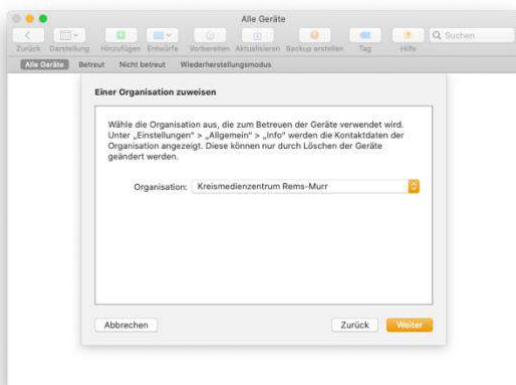 Alle Geräte
Zurück Darstellung Hinzufügen Entwürfe Vorbereiten Aktualisieren Backup erstellen Tag Hilfe Suchen
Alle Geräte Betreut Nicht betreut Wiederherstellungsmodus
Einer Organisation zuweisen
Wähle die Organisation aus, die zum Betreuen der Geräte verwendet wird.
Unter „Einstellungen“ > „Allgemein“ > „Info“ werden die Kontaktdaten der
Organisation angezeigt. Diese können nur durch Löschen der Geräte
geändert werden.
Organisation: Kreismedienzentrum Rems-Murr
Abbrechen Zurück Weiter